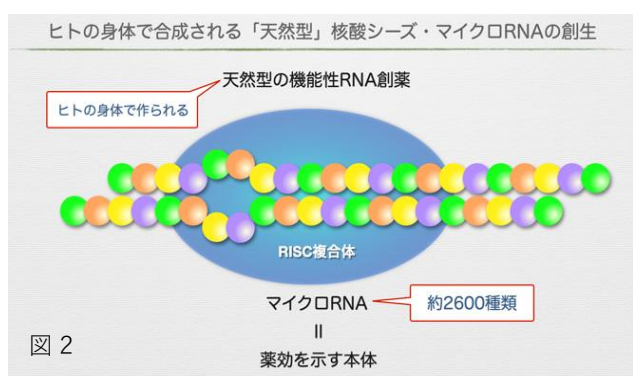 ヒトの身体で合成される「天然型」核酸シーズ・マイクロRNAの創生
天然型の機能性RNA創薬
ヒトの身体で作られる
RISC複合体
マイクロRNA
約2600種類
=
薬効を示す本体
図 2